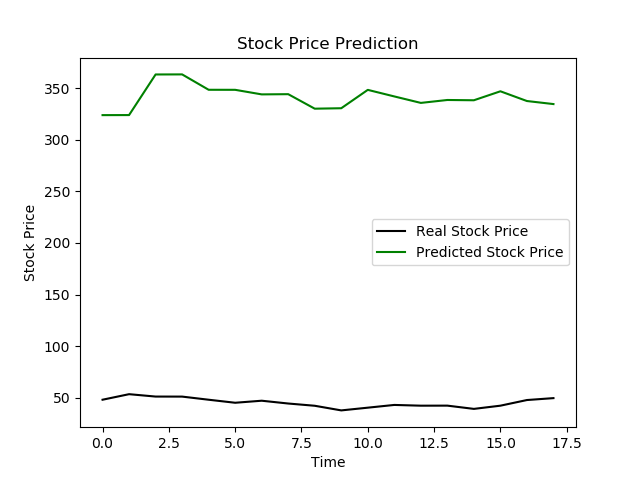 Stock Price Prediction
350
300
250
200
150
100
50
Stock Price
Real Stock Price
Predicted Stock Price
0.0 2.5 5.0 7.5 10.0 12.5 15.0 17.5
Time